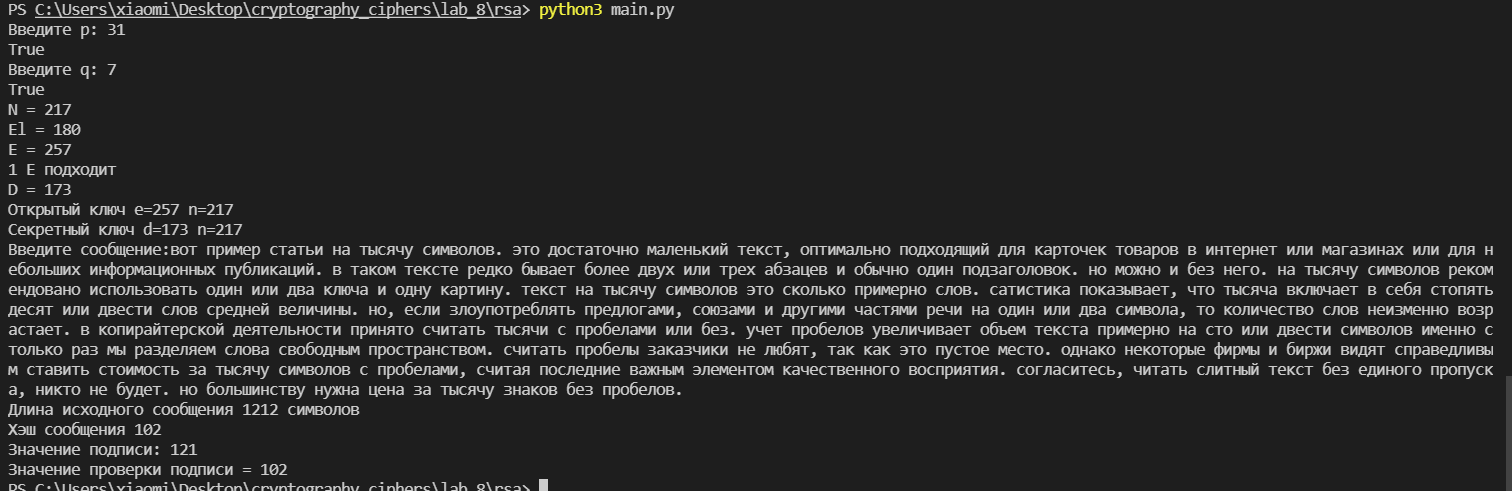 PS C:\Users\xiaomi\Desktop\cryptography_ciphers\lab_8\rsa> python3 main.py
Введите p: 31
True
Введите q: 7
True
N = 217
El = 180
E = 257
1 E подходит
D = 173
Открытый ключ e=257 n=217
Секретный ключ d=173 n=217
Введите сообщение:вот пример статьи на тысячу символов. это достаточно маленький текст, оптимально подходящий для карточек товаров в интернет или магазинах или для н
ебольших информационных публикаций. в таком тексте редко бывает более двух или трех абзацев и обычно один подзаголовок. но можно и без него. на тысячу символов реком
ендовано использовать один или два ключа и одну картину. текст на тысячу символов это сколько примерно слов. сатистика показывает, что тысяча включает в себя стопять
десят или двести слов средней величины. но, если злоупотреблять предлогами, союзами и другими частями речи на один или два символа, то количество слов неизменно возр
астает. в копирайтерской деятельности принято считать тысячи с пробелами или без. учет пробелов увеличивает объем текста примерно на сто или двести символов именно с
только раз мы разделяем слова свободным пространством. считать пробелы заказчики не любят, так как это пустое место. однако некоторые фирмы и биржи видят справедливы
м ставить стоимость за тысячу символов с пробелами, считая последние важным элементом качественного восприятия. согласитесь, читать слитный текст без единого пропуск
а, никто не будет. но большинству нужна цена за тысячу знаков без пробелов.
Длина исходного сообщения 1212 символов
Хэш сообщения 102
Значение подписи: 121
Значение проверки подписи = 102
PS C:\Users\xiaomi\Desktop\cryptography_ciphers\lab_8\rsa>